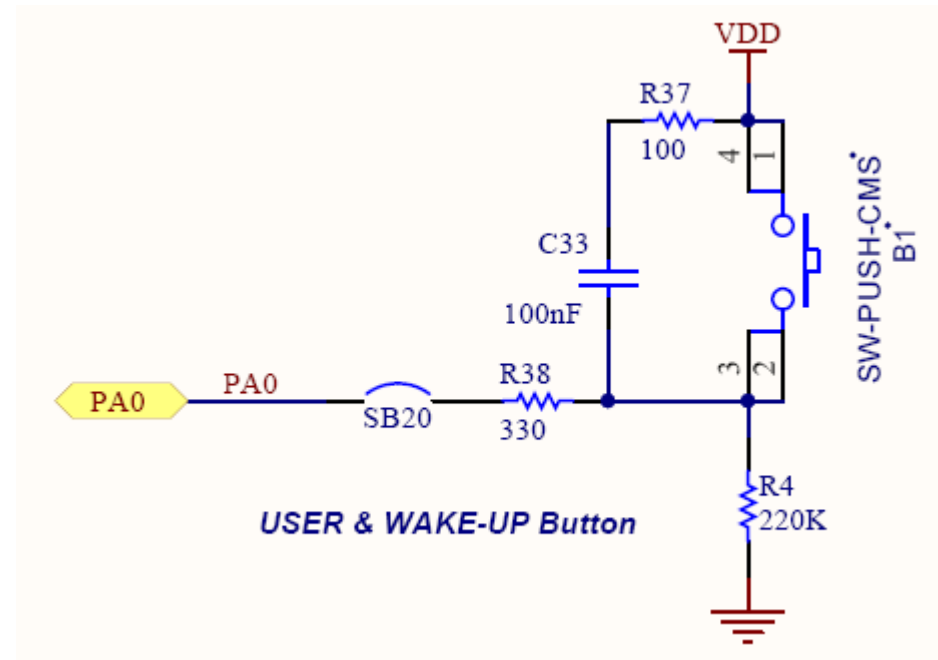 VDD
R37
100
4
1
SW-PUSH-CMS
B1
C33
100nF
3
2
R38
330
PA0
PA0
SB20
R4
220K
USER & WAKE-UP Button